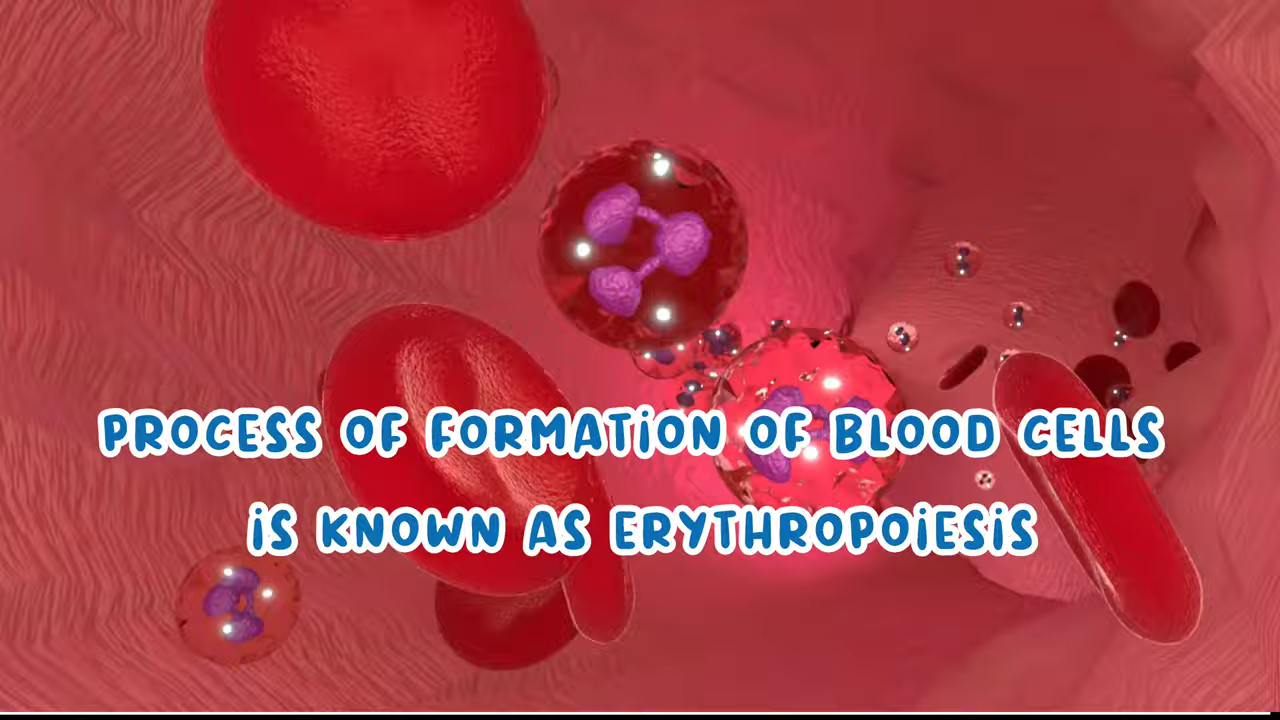 PROCESS OF FORMATION OF BLOOD CELLS
IS KNOWN AS ERYTHROPOIESIS